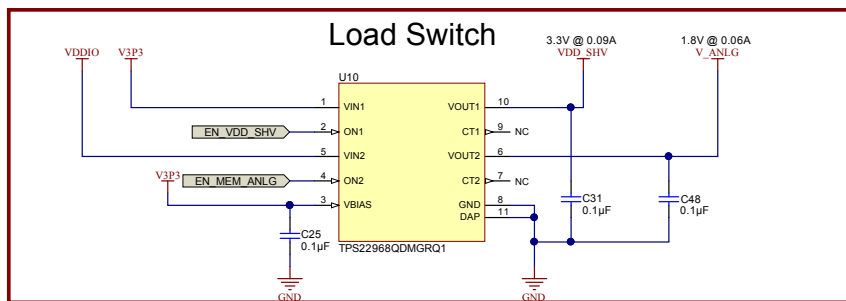 Load Switch
3.3V @ 0.09A
VDD_SHV
1.8V @ 0.06A
V_ANLG
VDDIO
V3P3
U10
1 VIN1
VOUT1 10
EN_VDD_SHV
2 ON1
CT1 9 NC
5 VIN2
VOUT2 6
V3P3
EN_MEM_ANLG
4 ON2
CT2 7 NC
3 VBIAS
GND 8
DAP 11
C31
0.1µF
C48
0.1µF
C25
0.1µF
TPS22968QDMGRQ1
GND
GND